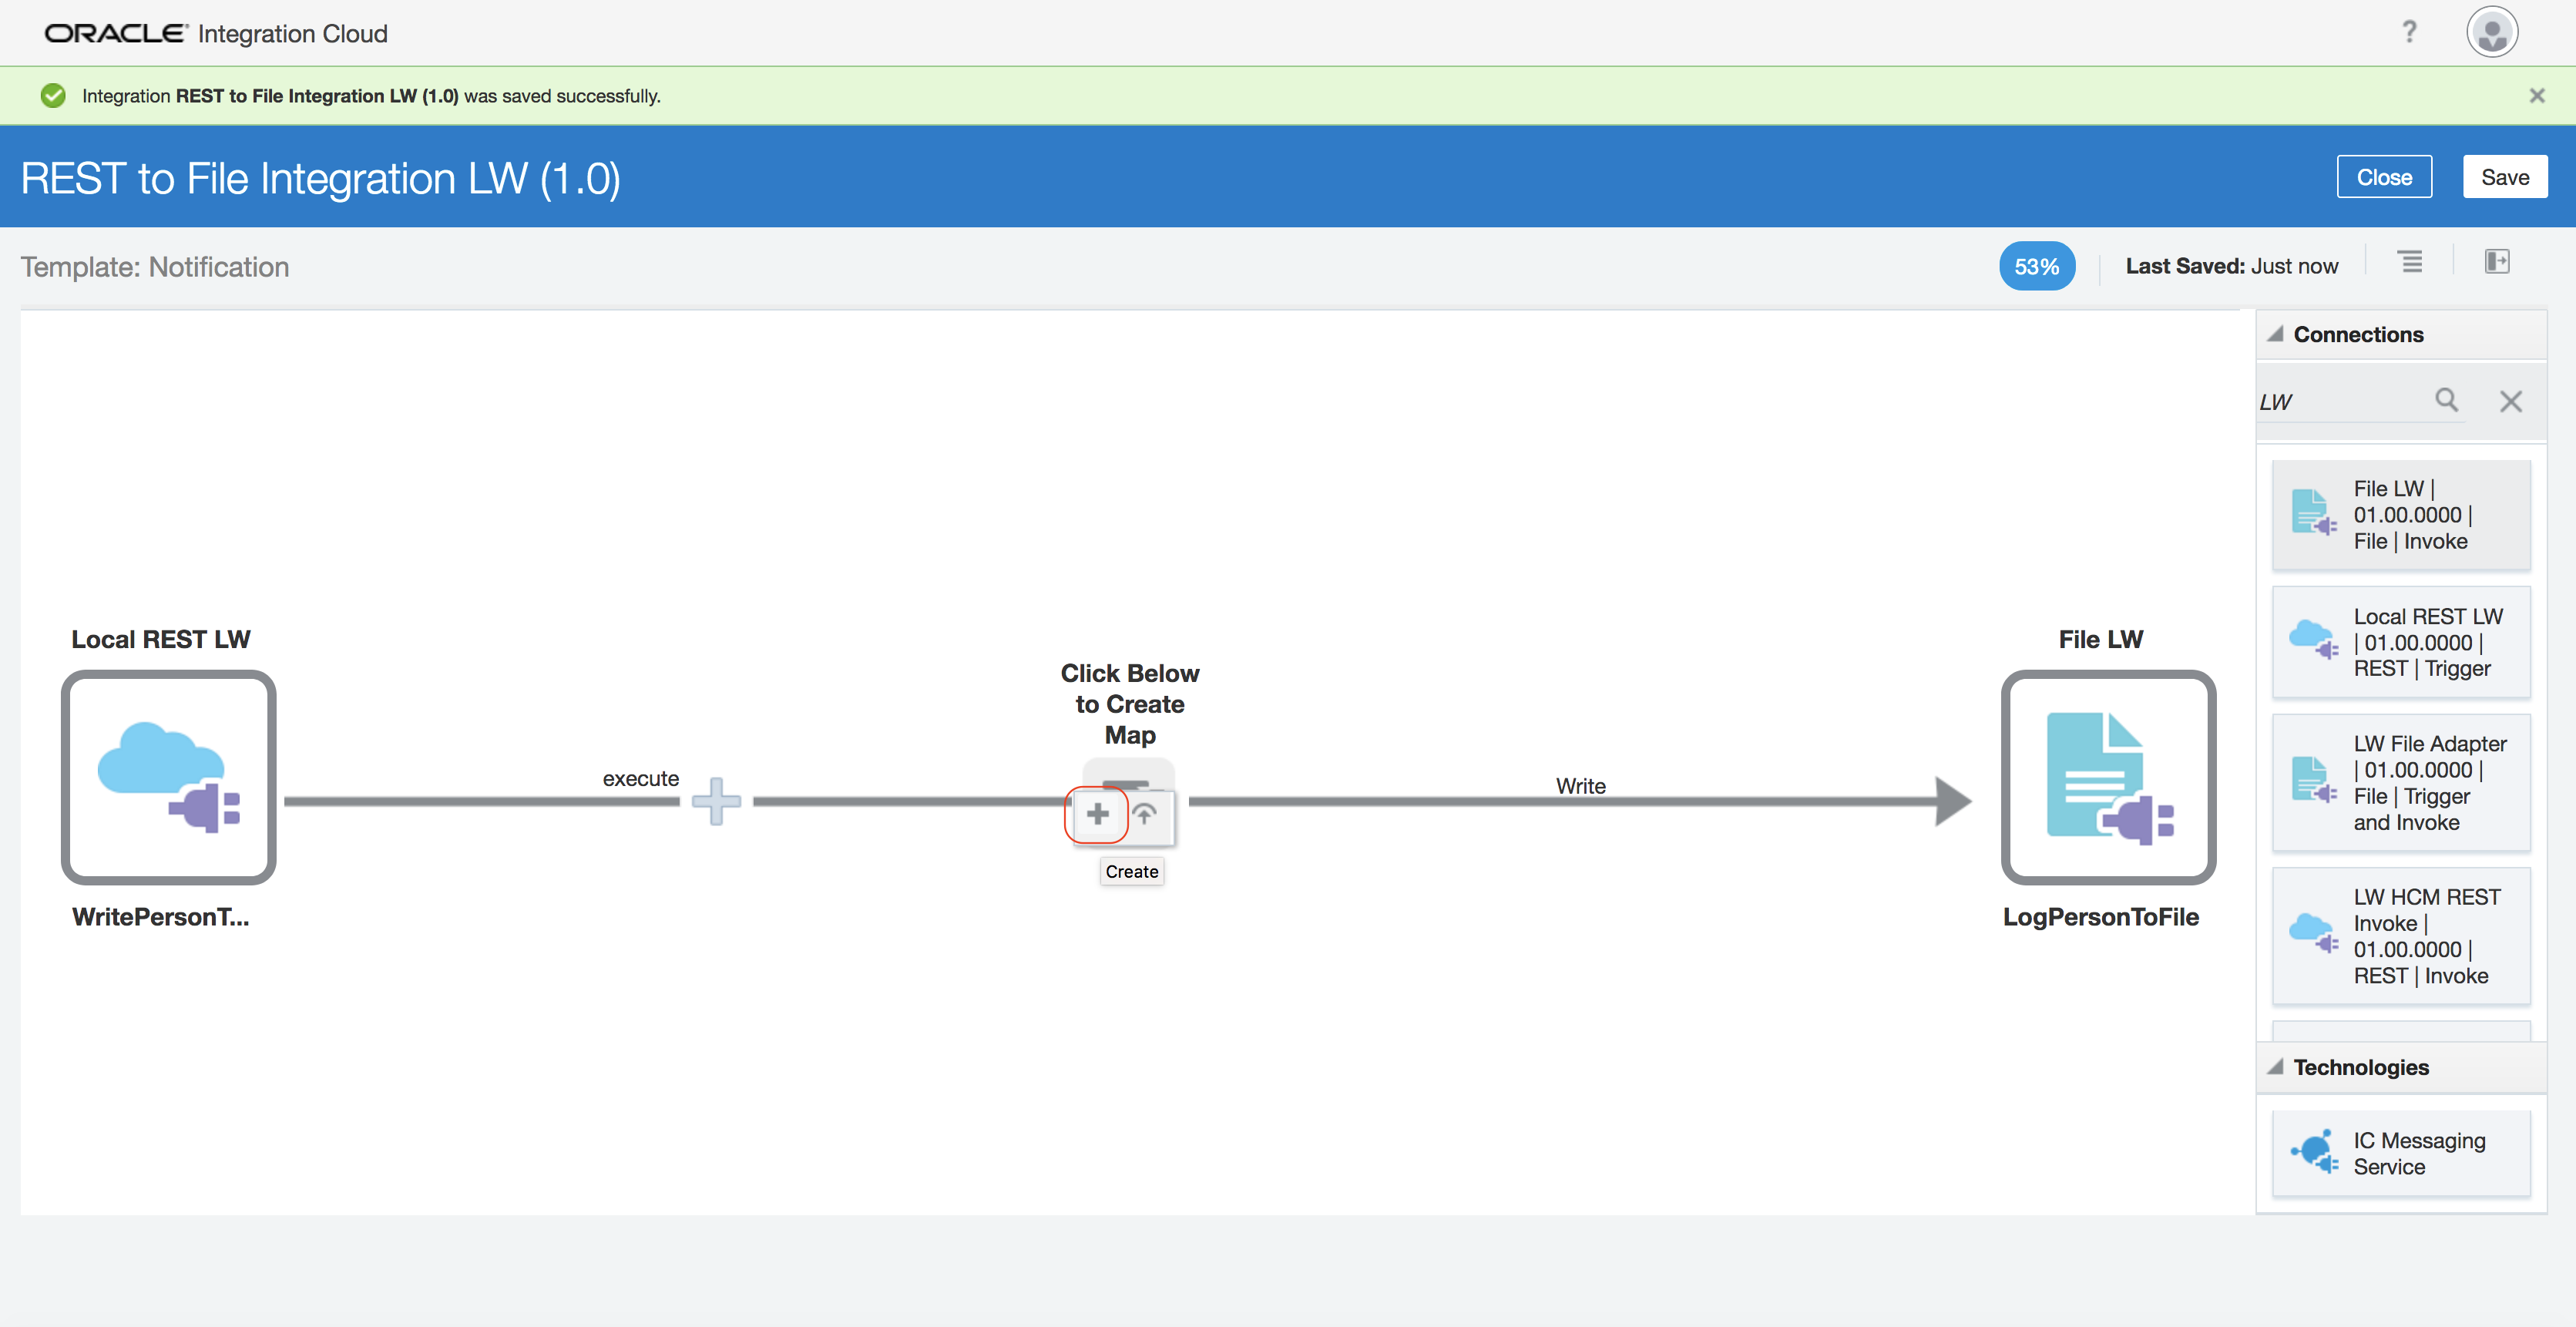 ORACLE Integration Cloud
?
Integration REST to File Integration LW (1.0) was saved successfully.
REST to File Integration LW (1.0)
Close
Save
Template: Notification
53%
Last Saved: Just now
Connections
LW
File LW |
01.00.0000 |
File | Invoke
Local REST LW
| 01.00.0000 |
REST | Trigger
LW File Adapter
| 01.00.0000 |
File | Trigger
and Invoke
LW HCM REST
Invoke |
01.00.0000 |
REST | Invoke
Technologies
IC Messaging
Service
Local REST LW
WritePersonT...
execute
Click Below
to Create
Map
Create
Write
File LW
LogPersonToFile